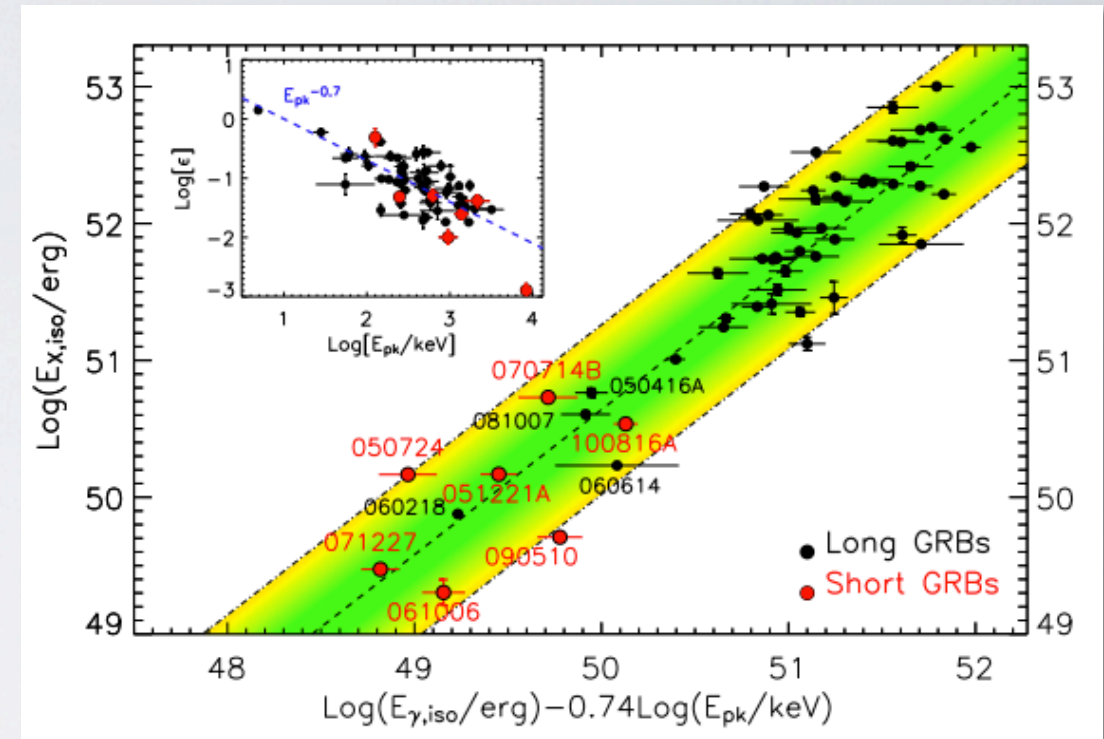 1
0
−1
−2
−3
Log[ϵ]
E_pk^−0.7
1 2 3 4
Log[E_pk/keV]
53
52
51
50
49
Log(E_X,iso/erg)
53
52
51
50
49
070714B
050416A
081007
100816A
050724
051221A
060614
060218
071227
090510
061006
Long GRBs
Short GRBs
48 49 50 51 52
Log(E_γ,iso/erg)−0.74Log(E_pk/keV)